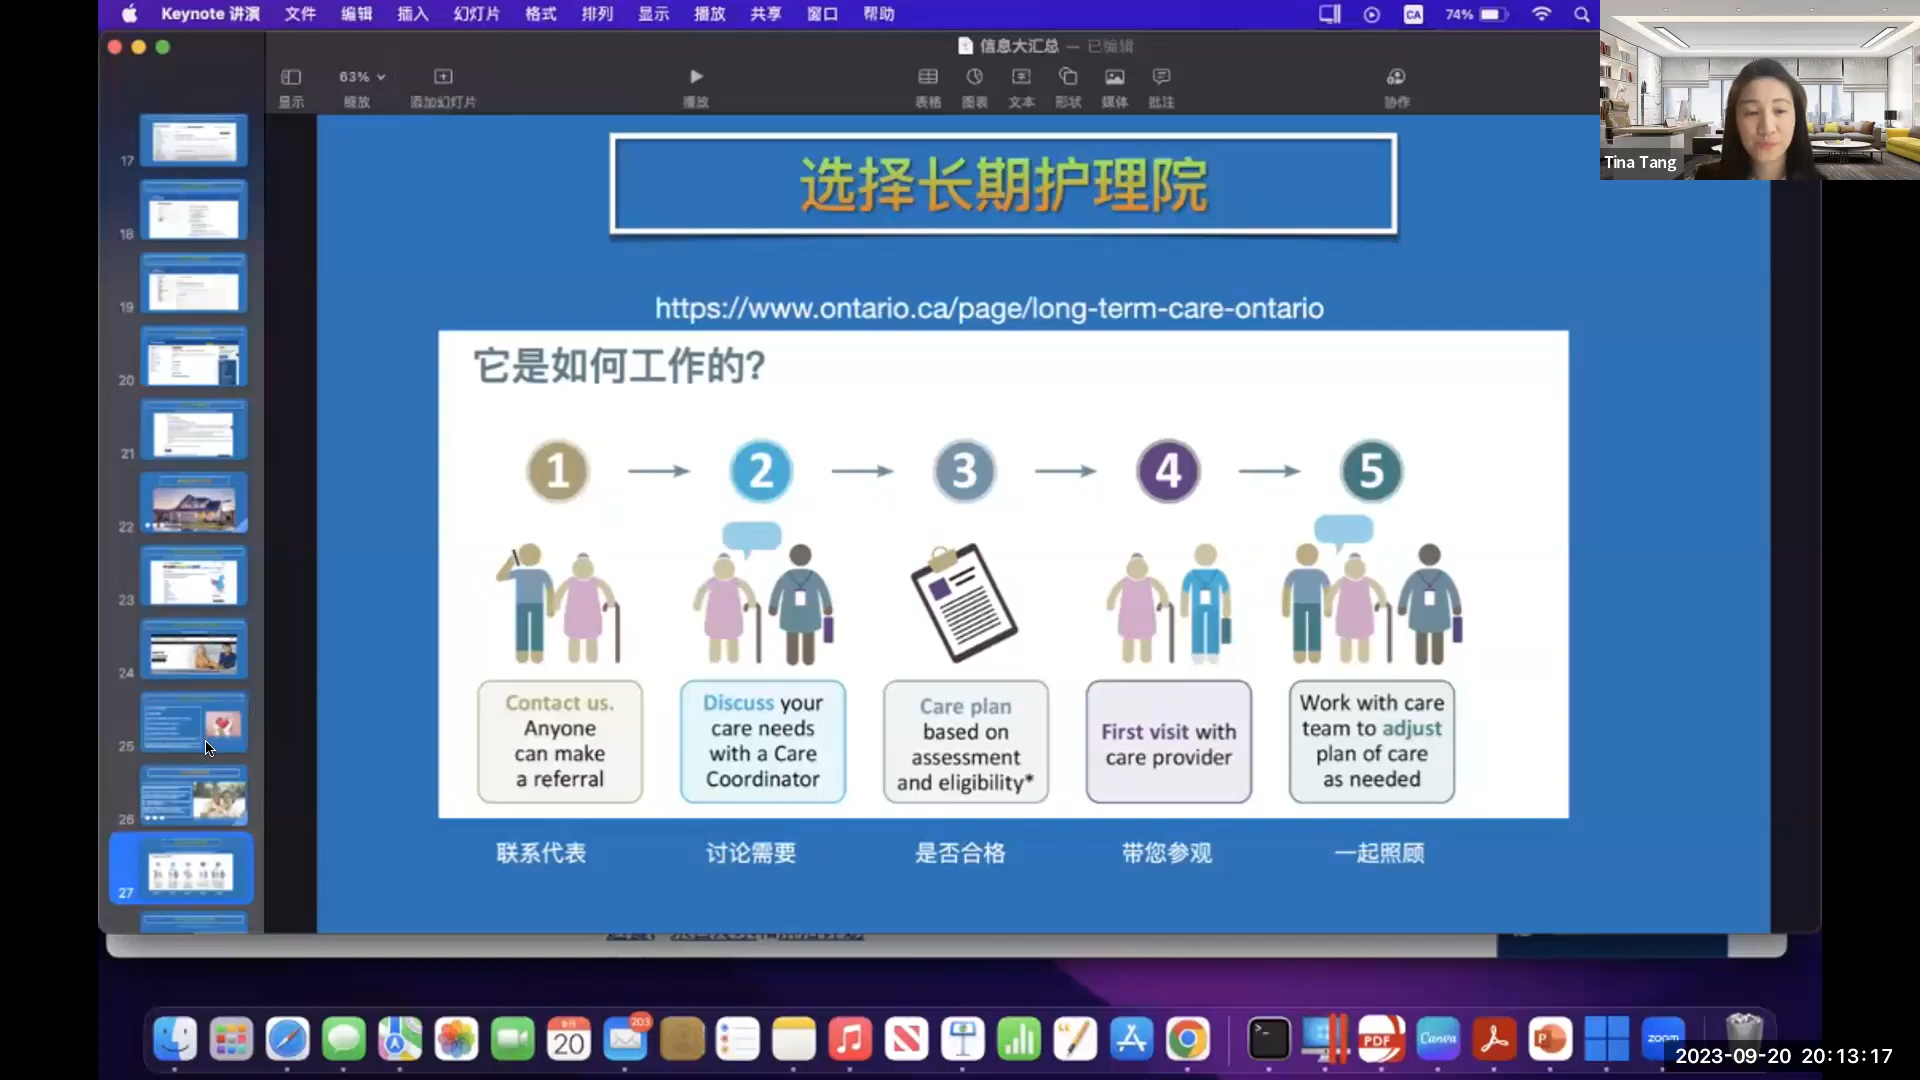 Keynote 讲演 文件 编辑 插入 幻灯片 格式 排列 显示 播放 共享 窗口 帮助
CA 74%
信息大汇总 — 已编辑
63%
显示 缩放 添加幻灯片 播放 表格 图表 文本 形状 媒体 批注 协作
Tina Tang
17
18
19
20
21
22
23
24
25
26
27
选择长期护理院
https://www.ontario.ca/page/long-term-care-ontario
它是如何工作的?
1 2 3 4 5
Contact us.
Anyone
can make
a referral
Discuss your
care needs
with a Care
Coordinator
Care plan
based on
assessment
and eligibility*
First visit with
care provider
Work with care
team to adjust
plan of care
as needed
联系代表 讨论需要 是否合格 带您参观 一起照顾
9月
20
203
PDF
Canva
zoom
2023-09-20 20:13:17